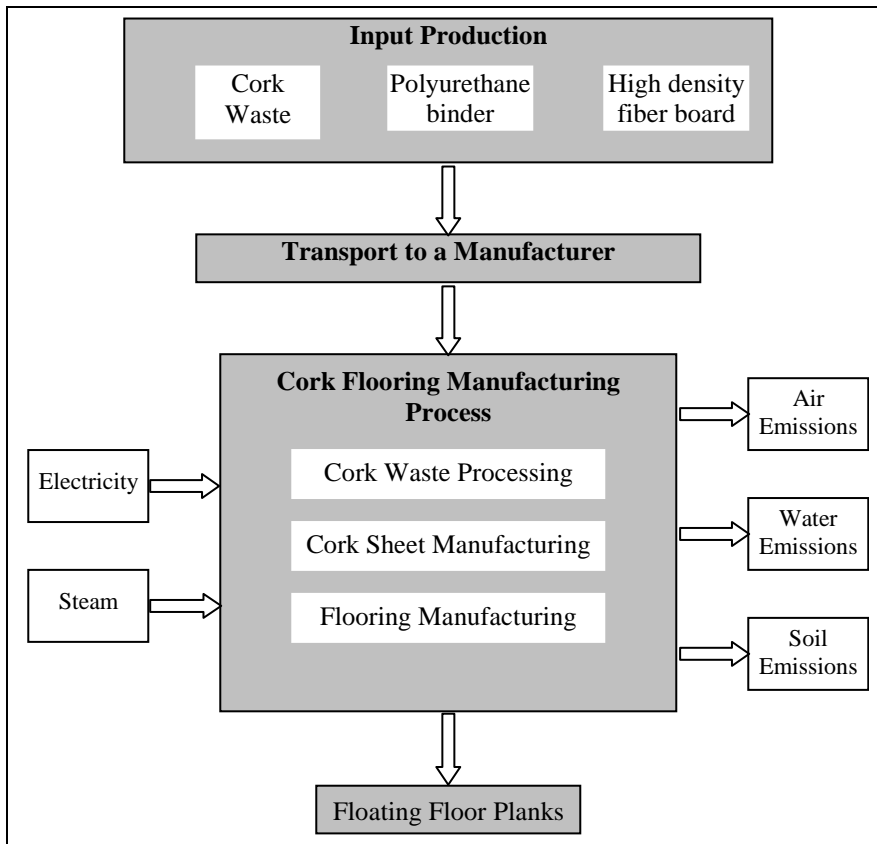 Input Production
Cork
Waste
Polyurethane
binder
High density
fiber board
Transport to a Manufacturer
Cork Flooring Manufacturing
Process
Cork Waste Processing
Cork Sheet Manufacturing
Flooring Manufacturing
Electricity
Steam
Air
Emissions
Water
Emissions
Soil
Emissions
Floating Floor Planks